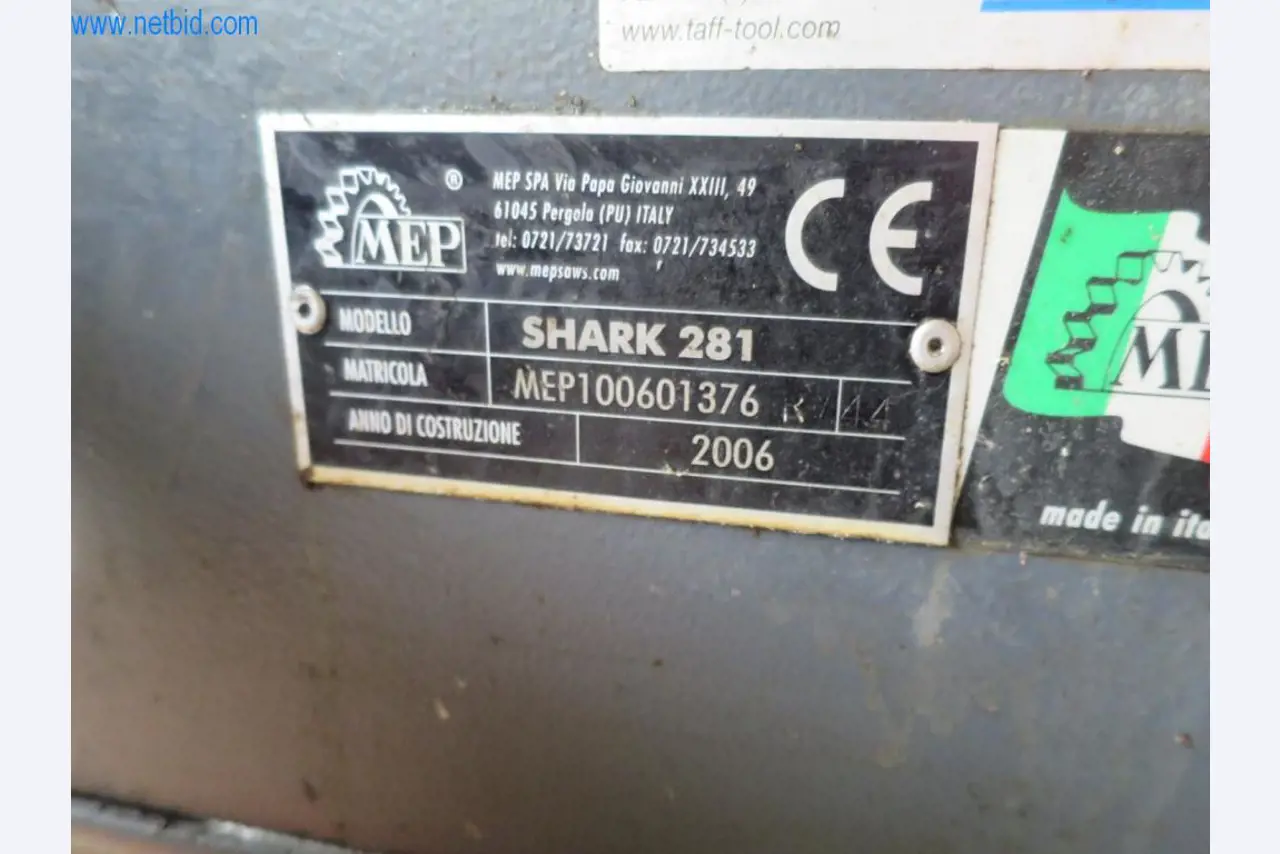 www.netbid.com
www.taff-tool.com
MEP ®
MEP SPA Via Papa Giovanni XXIII, 49
61045 Pergola (PU) ITALY
tel: 0721/73721 fax: 0721/734533
www.mepsaws.com
CE
MODELLO SHARK 281
MATRICOLA MEP100601376 R/44
ANNO DI COSTRUZIONE 2006
made in ita